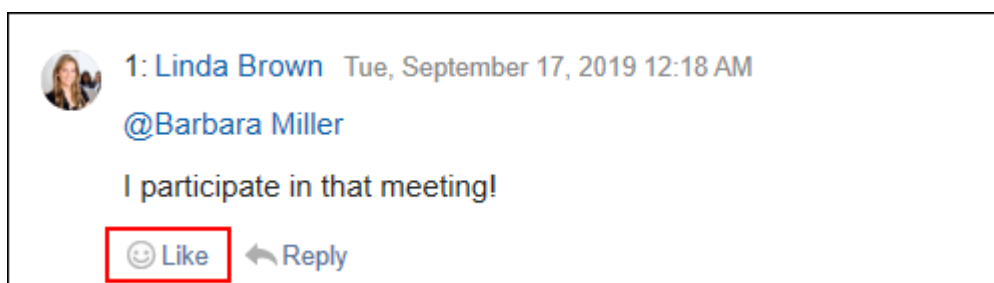 1: Linda Brown Tue, September 17, 2019 12:18 AM
@Barbara Miller
I participate in that meeting!
Like Reply